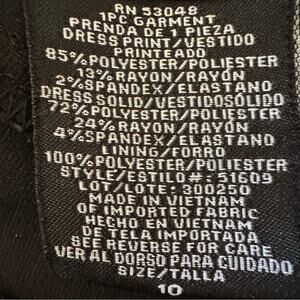 RN 53048
1PC GARMENT
PRENDA DE 1 PIEZA
DRESS PRINT/VESTIDO
PRINTEADO
85%POLYESTER/POLIESTER
13%RAYON/RAYÓN
2%SPANDEX/ELASTANO
DRESS SOLID/VESTIDOSÓLIDO
72%POLYESTER/POLIESTER
24%RAYON/RAYÓN
4%SPANDEX/ELASTANO
LINING/FORRO
100%POLYESTER/POLIESTER
STYLE/ESTILO#: 51609
LOT/LOTE: 300250
MADE IN VIETNAM
OF IMPORTED FABRIC
HECHO EN VIETNAM
DE TELA IMPORTADA
SEE REVERSE FOR CARE
VER AL DORSO PARA CUIDADO
SIZE/TALLA
10